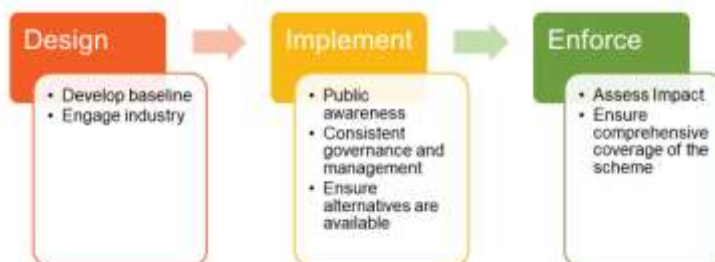 Design
• Develop baseline
• Engage industry
Implement
• Public
awareness
• Consistent
governance and
management
• Ensure
alternatives are
available
Enforce
• Assess Impact
• Ensure
comprehensive
coverage of the
scheme